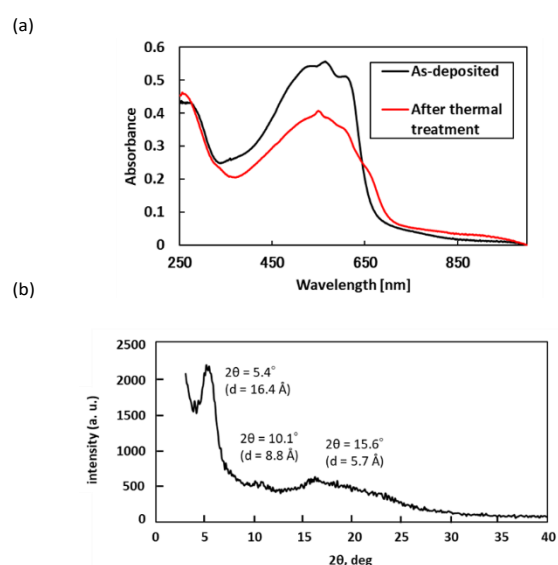 (a)
0.6
0.5
0.4
0.3
0.2
0.1
0
Absorbance
As-deposited
After thermal
treatment
250
450
650
850
Wavelength [nm]
(b)
2500
2000
1500
1000
500
0
intensity (a. u.)
2θ = 5.4°
(d = 16.4 Å)
2θ = 10.1°
(d = 8.8 Å)
2θ = 15.6°
(d = 5.7 Å)
0
5
10
15
20
25
30
35
40
2θ, deg